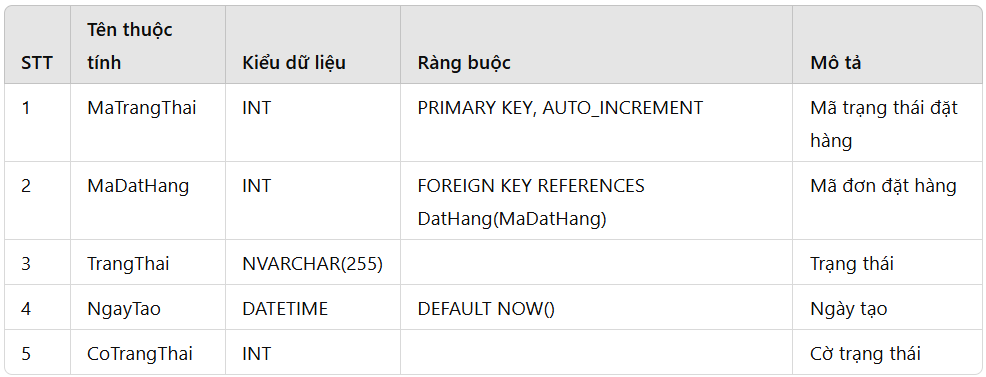 STT Tên thuộc tính Kiểu dữ liệu Ràng buộc Mô tả
1 MaTrangThai INT PRIMARY KEY, AUTO_INCREMENT Mã trạng thái đặt hàng
2 MaDatHang INT FOREIGN KEY REFERENCES DatHang(MaDatHang) Mã đơn đặt hàng
3 TrangThai NVARCHAR(255) Trạng thái
4 NgayTao DATETIME DEFAULT NOW() Ngày tạo
5 CoTrangThai INT Cờ trạng thái